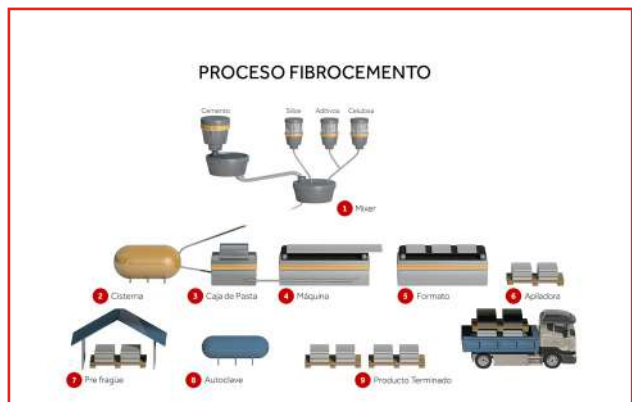 PROCESO FIBROCEMENTO
Cemento
Sílice Aditivos Celulosa
1 Mixer
2 Cisterna 3 Caja de Pasta 4 Máquina 5 Formato 6 Apiladora
7 Pre fragüe 8 Autoclave 9 Producto Terminado